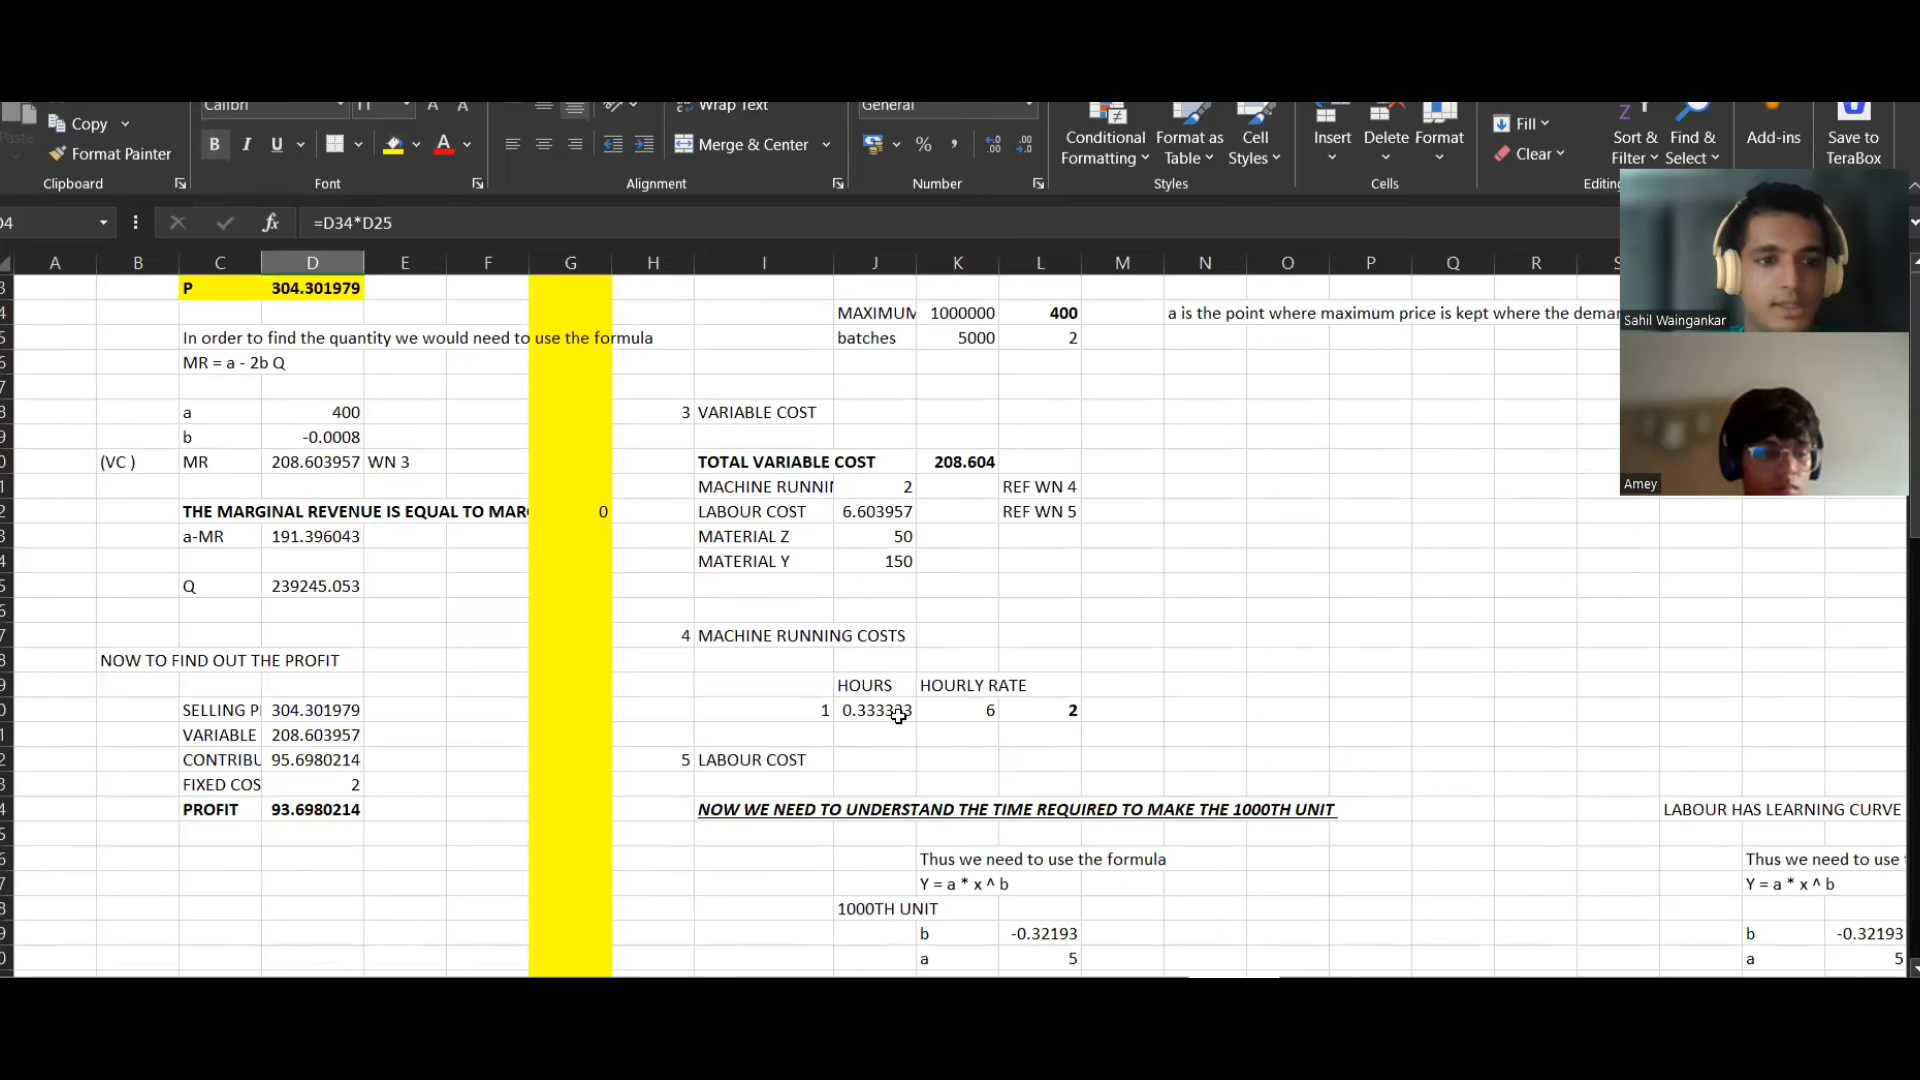 Calibri 11 A A Wrap Text General
Copy
Paste
Format Painter
B I U A Merge & Center % ,
Conditional Formatting Format as Table Cell Styles
Insert Delete Format
Fill
Clear
Sort & Filter Find & Select
Add-ins
Save to TeraBox
Clipboard Font Alignment Number Styles Cells Editing
fx =D34*D25
A B C D E F G H I J K L M N O P Q R
P 304.301979
MAXIMUM 1000000 400 a is the point where maximum price is kept where the
In order to find the quantity we would need to use the formula batches 5000 2
MR = a - 2b Q
a 400 3 VARIABLE COST
b -0.0008
(VC ) MR 208.603957 WN 3 TOTAL VARIABLE COST 208.604
MACHINE 2 REF WN 4
THE MARGINAL REVENUE IS EQUAL TO 0 LABOUR COST 6.603957 REF WN 5
a-MR 191.396043 MATERIAL Z 50
MATERIAL Y 150
Q 239245.053
4 MACHINE RUNNING COSTS
NOW TO FIND OUT THE PROFIT
HOURS HOURLY RATE
SELLING 304.301979 1 0.333333 6 2
VARIABLE 208.603957
CONTRIBU 95.6980214 5 LABOUR COST
FIXED COS 2
PROFIT 93.6980214 NOW WE NEED TO UNDERSTAND THE TIME REQUIRED TO MAKE THE 1000TH UNIT LABOUR HAS LEARNING CURVE
Thus we need to use the formula Thus we need to use
Y = a * x ^ b Y = a * x ^ b
1000TH UNIT
b -0.32193 b -0.32193
a 5 a 5
Sahil Waingankar
Amey